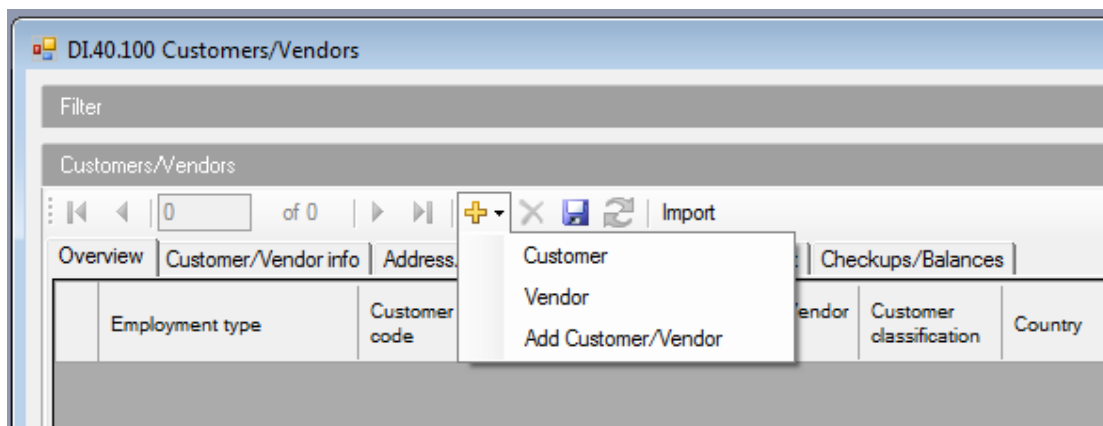 DI.40.100 Customers/Vendors
Filter
Customers/Vendors
0 of 0 Import
Overview Customer/Vendor info Address. Checkups/Balances
Customer
Vendor
Add Customer/Vendor
Employment type Customer code endor Customer classification Country